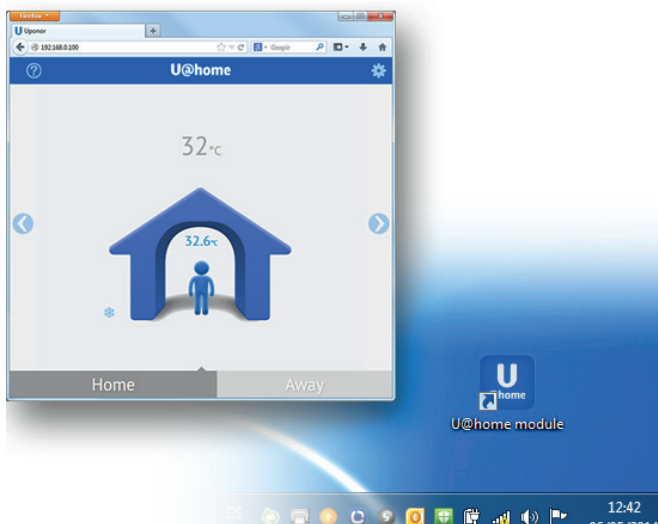 Firefox
Uponor
192.168.0.100
Google
U@home
32°C
32.6°C
Home
Away
U
@home
U@home module
ES
12:42